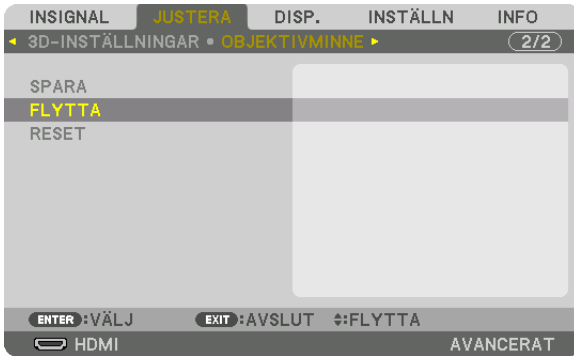 INSIGNAL JUSTERA DISP. INSTÄLLN INFO
3D-INSTÄLLNINGAR • OBJEKTIVMINNE 2/2
SPARA
FLYTTA
RESET
ENTER :VÄLJ EXIT :AVSLUT :FLYTTA
HDMI AVANCERAT